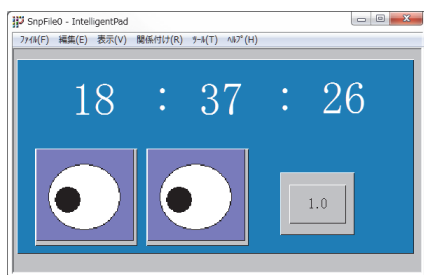 SnpFile0 - IntelligentPad
ﾌｧｲﾙ(F) 編集(E) 表示(V) 関係付け(R) ﾂｰﾙ(T) ﾍﾙﾌﾟ(H)
18 : 37 : 26
1.0